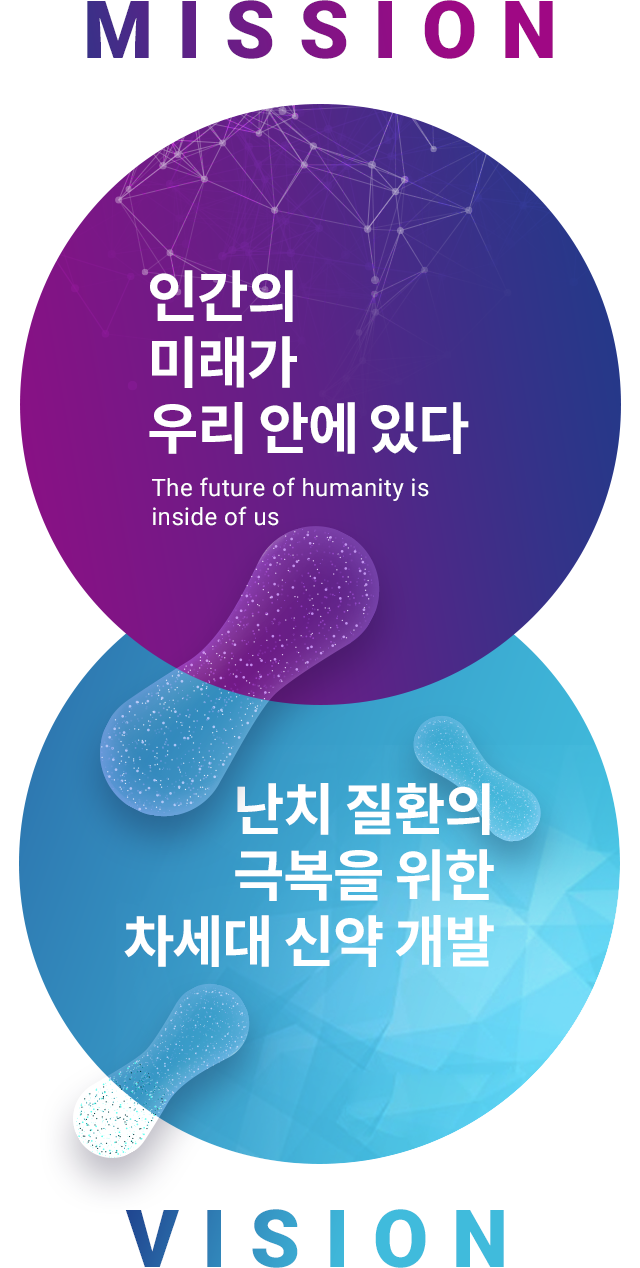 MISSION
인간의
미래가
우리 안에 있다
The future of humanity is
inside of us
난치 질환의
극복을 위한
차세대 신약 개발
VISION